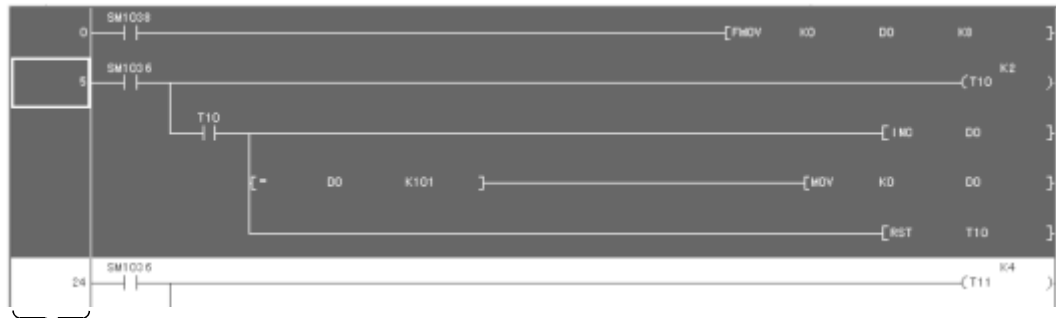 SM1038
0 [FMOV K0 D0 K8 ]
SM1036 K2
5 (T10 )
T10
[INC D0 ]
[= D0 K101 ] [MOV K0 D0 ]
[RST T10 ]
SM1036 K4
24 (T11 )